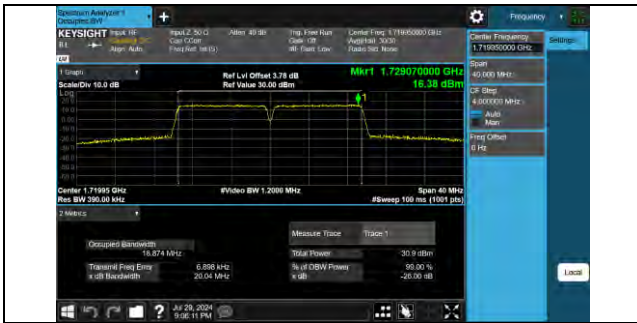 Spectrum Analyzer 1
Occupied BW
Frequency
KEYSIGHT
Input: RF
Coupling: DC
Align: Auto
Input Z: 50 Ω
Corr CCorr
Freq Ref: Int (S)
Atten: 40 dB
Trig: Free Run
Gate: Off
#IF Gain: Low
Center Freq: 1.719950000 GHz
Avg|Hold: 30/30
Radio Std: None
Center Frequency
1.719950000 GHz
Settings
Span
40.000 MHz
CF Step
4.000000 MHz
Auto
Man
Freq Offset
0 Hz
1 Graph
Scale/Div 10.0 dB
Log
Ref Lvl Offset 3.78 dB
Ref Value 30.00 dBm
Mkr1 1.729070000 GHz
16.38 dBm
1
Center 1.71995 GHz
Res BW 390.00 kHz
#Video BW 1.2000 MHz
Span 40 MHz
#Sweep 100 ms (1001 pts)
2 Metrics
Measure Trace
Trace 1
Occupied Bandwidth
18.874 MHz
Total Power
30.9 dBm
Transmit Freq Error
6.898 kHz
% of OBW Power
99.00 %
x dB Bandwidth
20.04 MHz
x dB
-26.00 dB
Local
Jul 29, 2024
9:06:11 PM